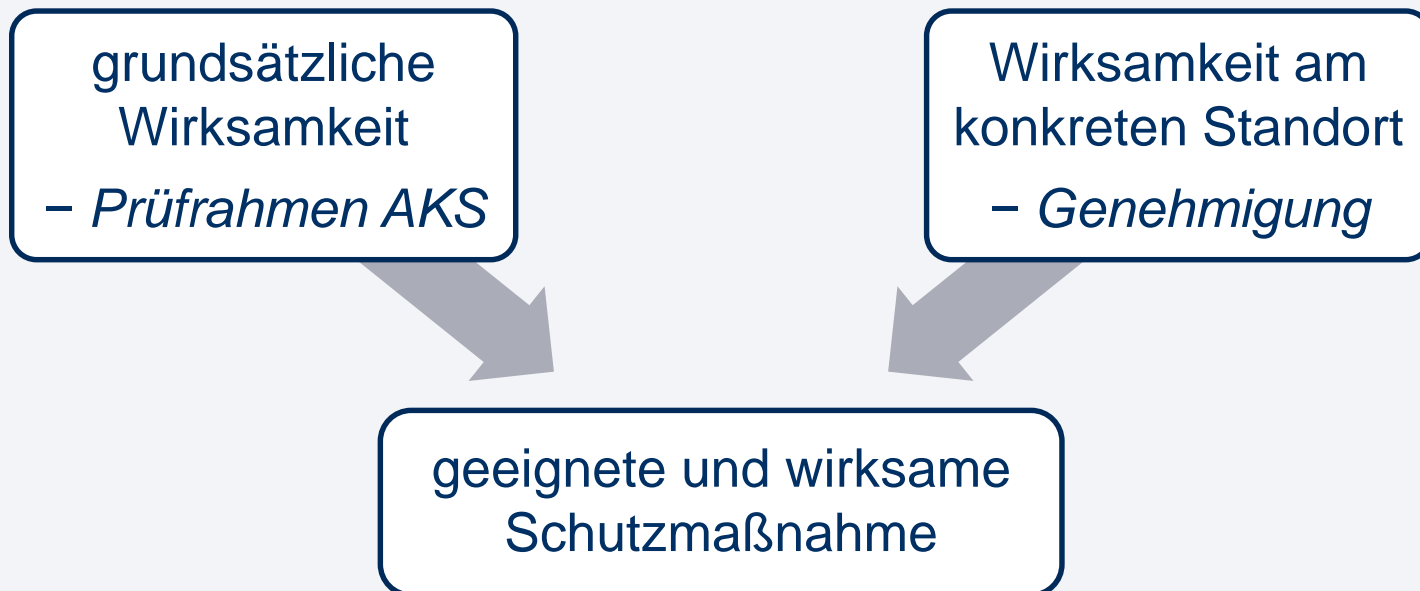 grundsätzliche
Wirksamkeit
– Prüfrahmen AKS
Wirksamkeit am
konkreten Standort
– Genehmigung
geeignete und wirksame
Schutzmaßnahme